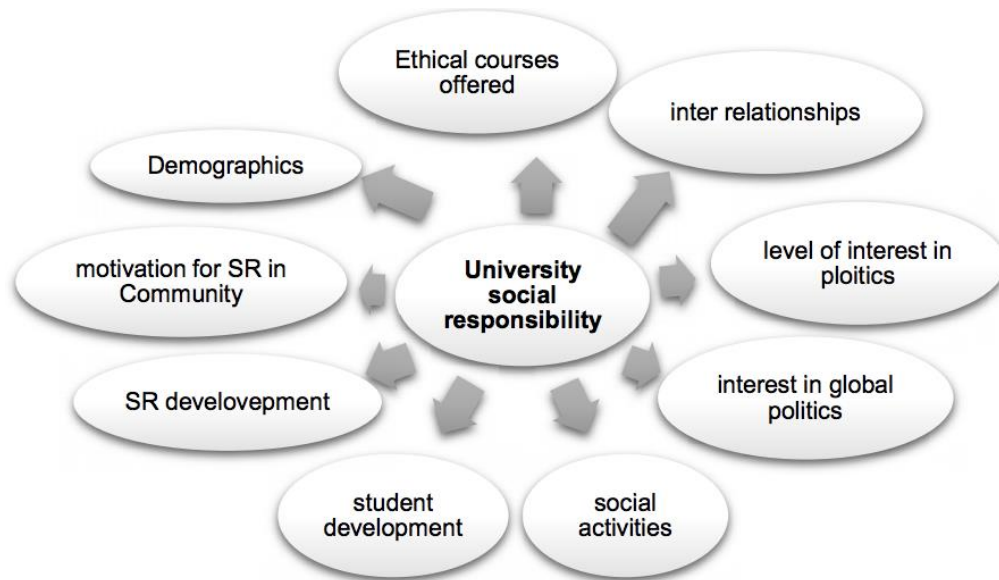 Ethical courses
offered
inter relationships
Demographics
level of interest in
ploitics
motivation for SR in
Community
University
social
responsibility
interest in global
politics
SR develovepment
student
development
social
activities